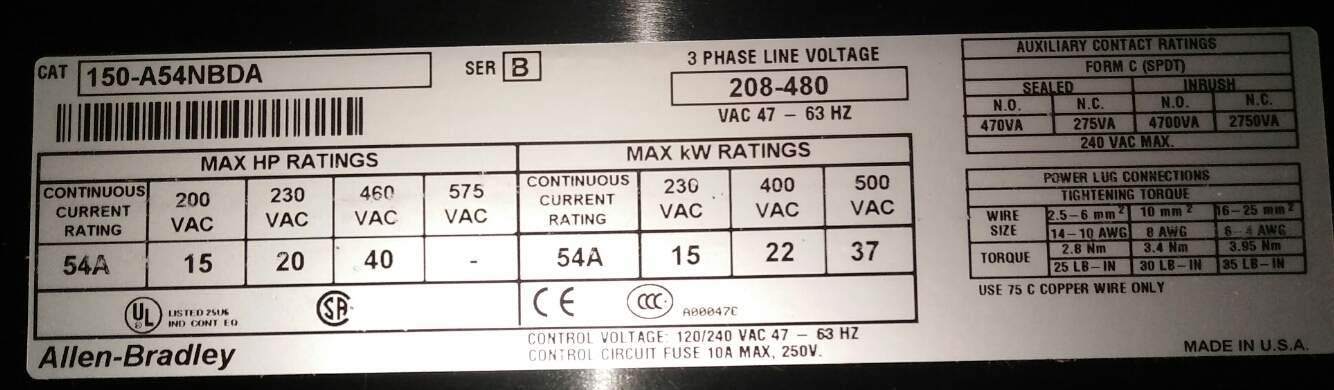 CAT 150-A54NBDA
SER B
3 PHASE LINE VOLTAGE
208-480
VAC 47 – 63 HZ
MAX HP RATINGS
CONTINUOUS CURRENT RATING 200 VAC 230 VAC 460 VAC 575 VAC
54A 15 20 40 -
MAX kW RATINGS
CONTINUOUS CURRENT RATING 230 VAC 400 VAC 500 VAC
54A 15 22 37
UL LISTED
IND CONT EQ
SA
CE
CCC
A00047C
Allen-Bradley
CONTROL VOLTAGE: 120/240 VAC 47 – 63 HZ
CONTROL CIRCUIT FUSE 10A MAX, 250V.
AUXILIARY CONTACT RATINGS
FORM C (SPDT)
SEALED INRUSH
N.O. N.C. N.O. N.C.
470VA 275VA 4700VA 2750VA
240 VAC MAX.
POWER LUG CONNECTIONS
TIGHTENING TORQUE
WIRE SIZE 2.5–6 mm² 10 mm² 16–25 mm²
14–10 AWG 8 AWG 6–4 AWG
TORQUE 2.8 Nm 3.4 Nm 3.95 Nm
25 LB–IN 30 LB–IN 35 LB–IN
USE 75 C COPPER WIRE ONLY
MADE IN U.S.A.